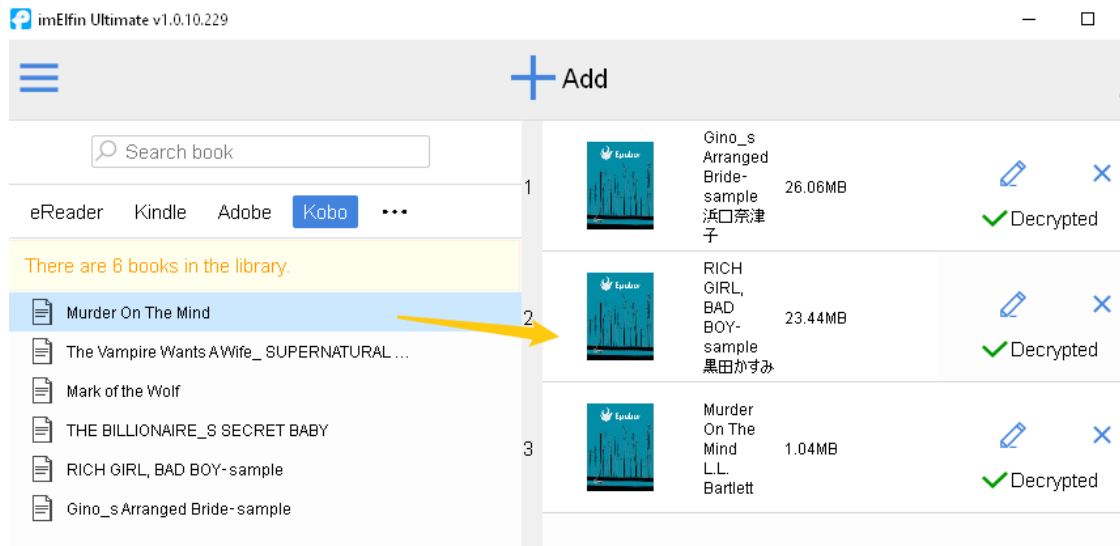 imElfin Ultimate v1.0.10.229
Add
Search book
eReader Kindle Adobe Kobo ...
There are 6 books in the library.
Murder On The Mind
The Vampire Wants A Wife_ SUPERNATURAL ...
Mark of the Wolf
THE BILLIONAIRE_S SECRET BABY
RICH GIRL, BAD BOY-sample
Gino_s Arranged Bride-sample
1
Epubor
Gino_s
Arranged
Bride-
sample
浜口奈津
子
26.06MB
Decrypted
2
Epubor
RICH
GIRL,
BAD
BOY-
sample
黒田かすみ
23.44MB
Decrypted
3
Epubor
Murder
On The
Mind
L.L.
Bartlett
1.04MB
Decrypted